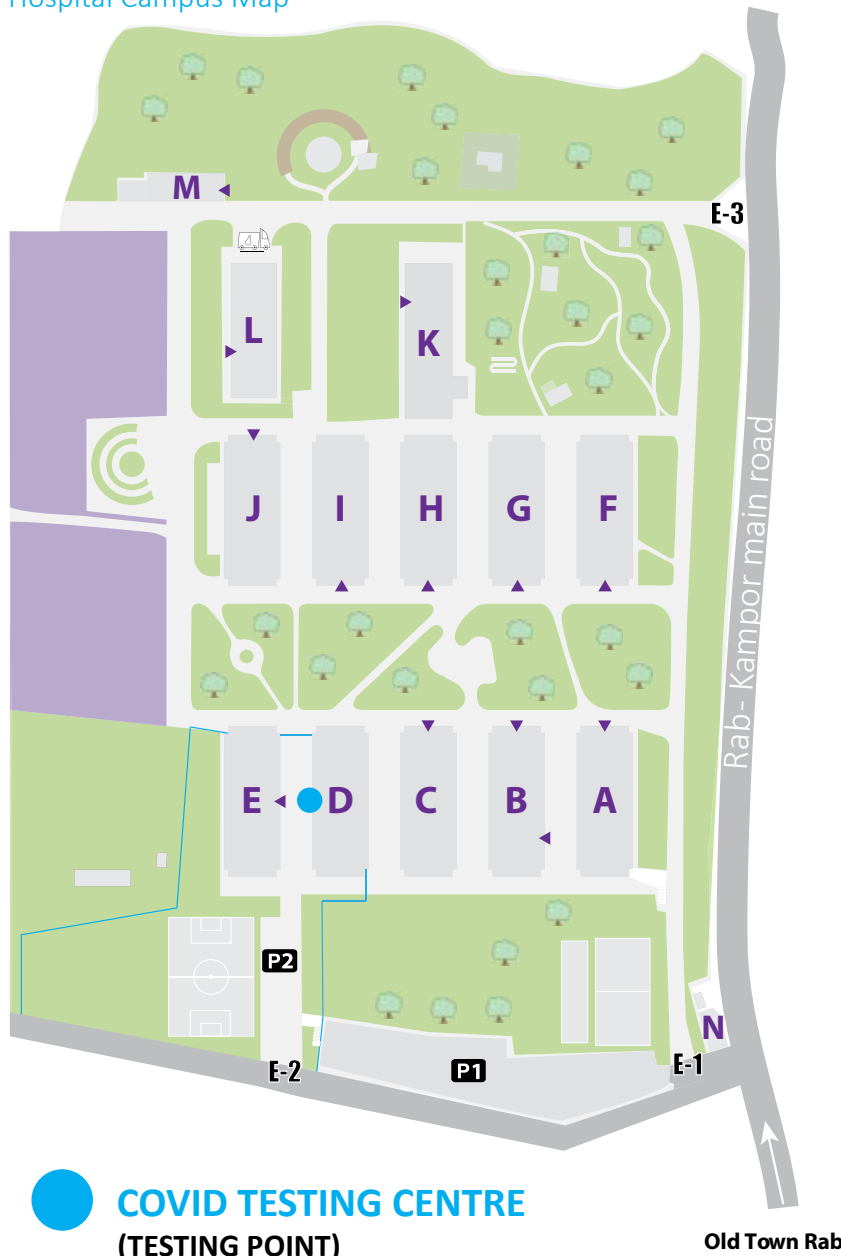 Hospital Campus Map
M
E-3
L
K
J
I
H
G
F
Rab- Kampor main road
E
D
C
B
A
P2
N
E-2
P1
E-1
COVID TESTING CENTRE
(TESTING POINT)
Old Town Rab